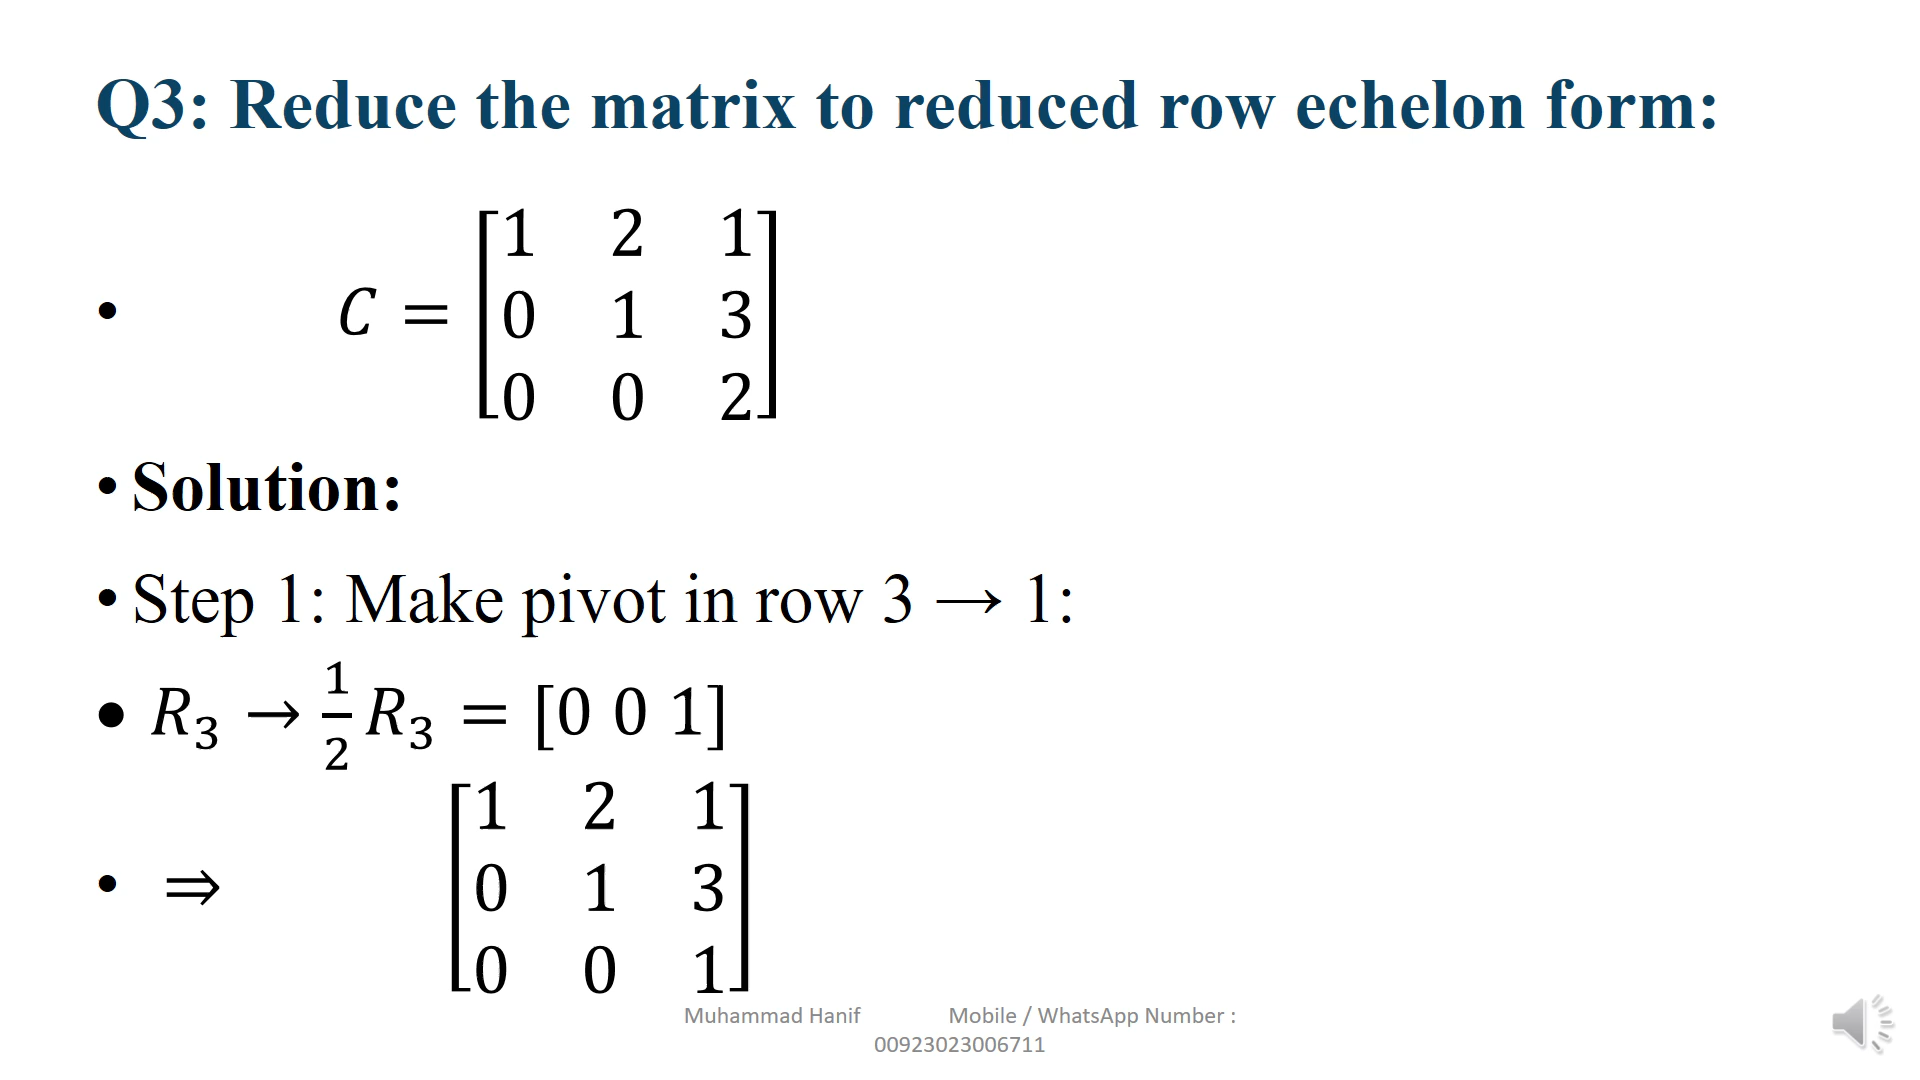 Q3: Reduce the matrix to reduced row echelon form:
• C = [1 2 1
0 1 3
0 0 2]
• Solution:
• Step 1: Make pivot in row 3 → 1:
• R₃ → 1/2 R₃ = [0 0 1]
• ⇒ [1 2 1
0 1 3
0 0 1]
Muhammad Hanif Mobile / WhatsApp Number :
00923023006711